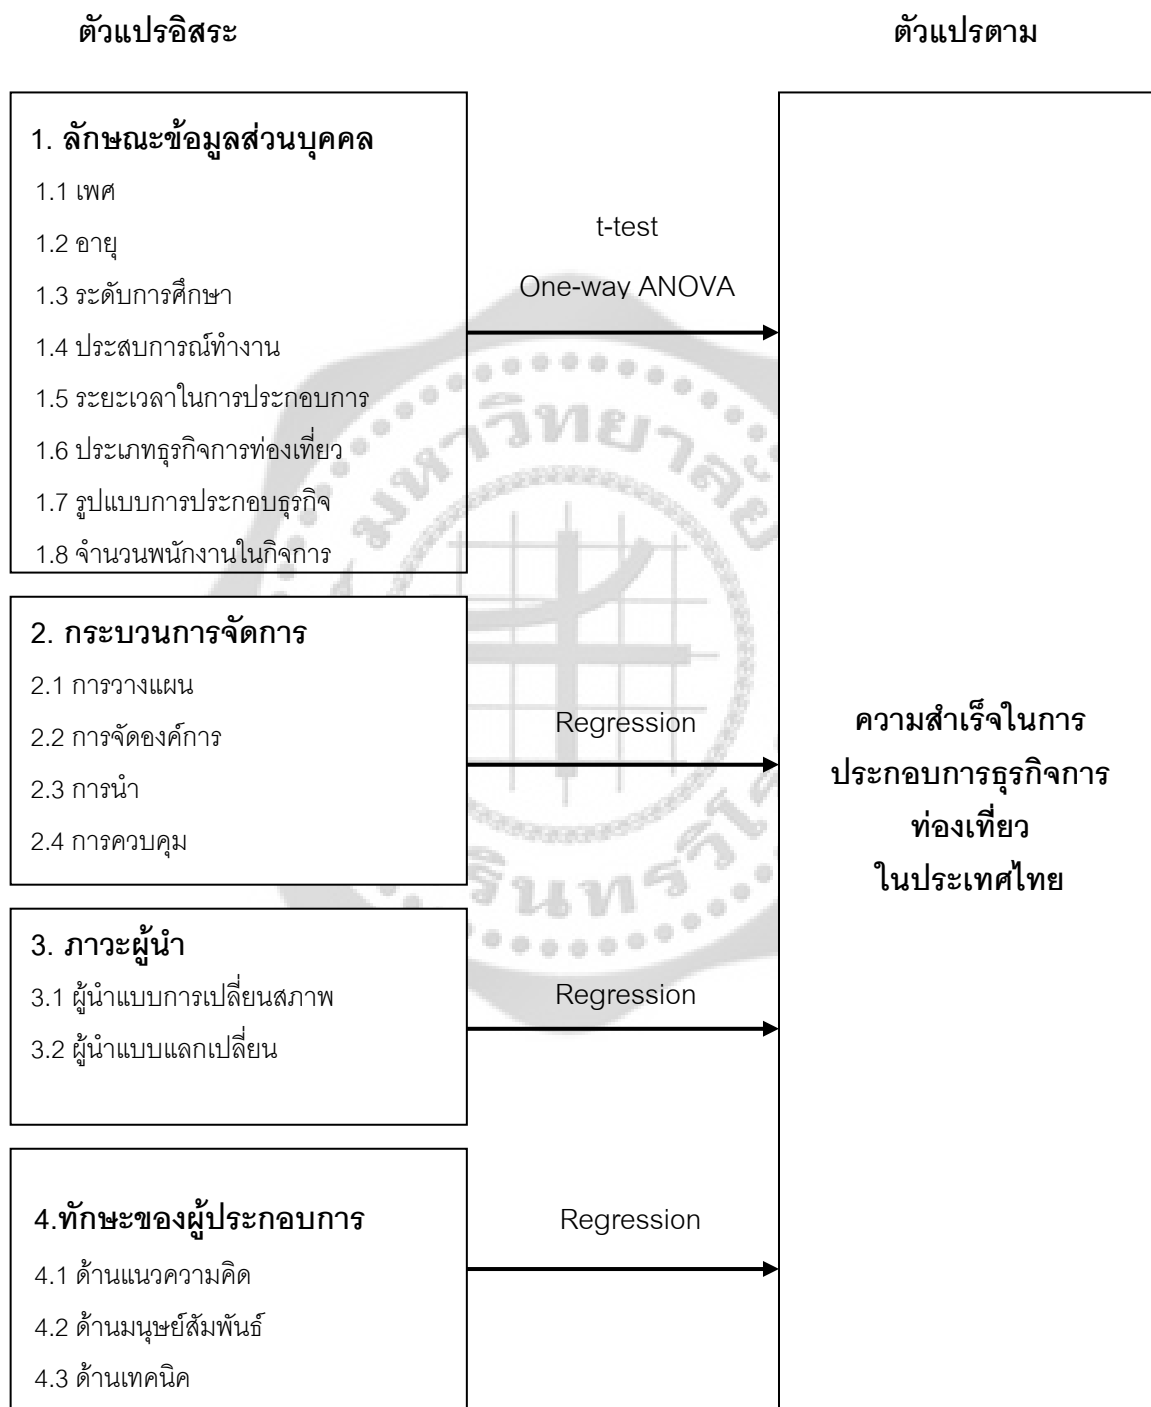 ตัวแปรอิสระ
ตัวแปรตาม
1. ลักษณะข้อมูลส่วนบุคคล
1.1 เพศ
1.2 อายุ
1.3 ระดับการศึกษา
1.4 ประสบการณ์ทำงาน
1.5 ระยะเวลาในการประกอบการ
1.6 ประเภทธุรกิจการท่องเที่ยว
1.7 รูปแบบการประกอบธุรกิจ
1.8 จำนวนพนักงานในกิจการ
t-test
One-way ANOVA
2. กระบวนการจัดการ
2.1 การวางแผน
2.2 การจัดองค์การ
2.3 การนำ
2.4 การควบคุม
Regression
3. ภาวะผู้นำ
3.1 ผู้นำแบบการเปลี่ยนสภาพ
3.2 ผู้นำแบบแลกเปลี่ยน
Regression
4.ทักษะของผู้ประกอบการ
4.1 ด้านแนวความคิด
4.2 ด้านมนุษย์สัมพันธ์
4.3 ด้านเทคนิค
Regression
ความสำเร็จในการ
ประกอบการธุรกิจการ
ท่องเที่ยว
ในประเทศไทย
มหาวิทยาลัย
รินทรวิโร